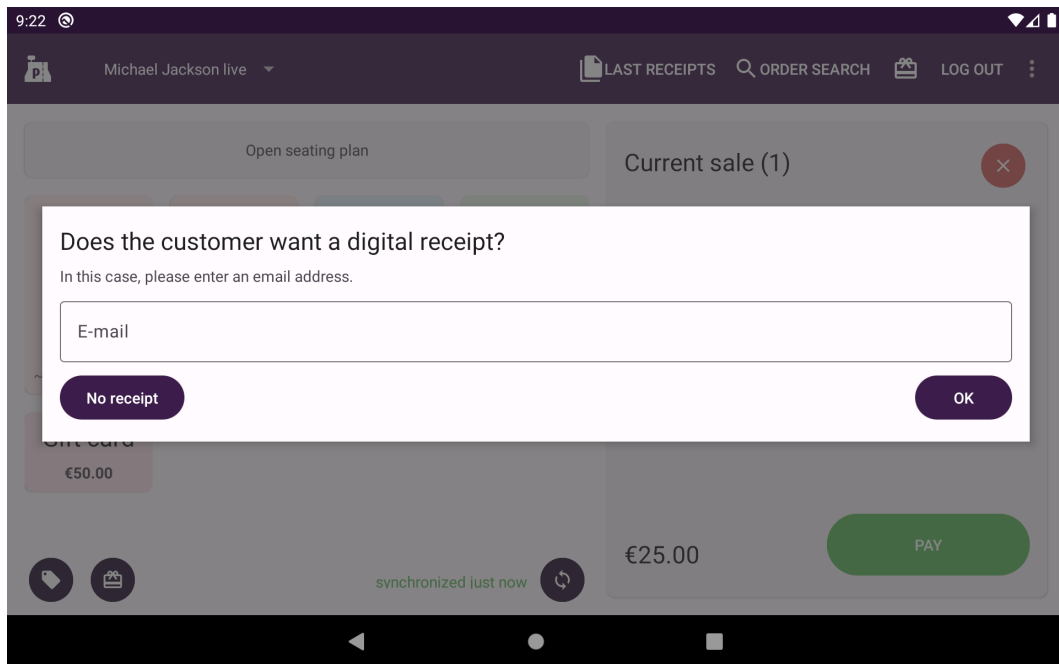 9:22
Michael Jackson live
LAST RECEIPTS
ORDER SEARCH
LOG OUT
Open seating plan
Current sale (1)
Does the customer want a digital receipt?
In this case, please enter an email address.
E-mail
No receipt
OK
Gift card
€50.00
€25.00
PAY
synchronized just now